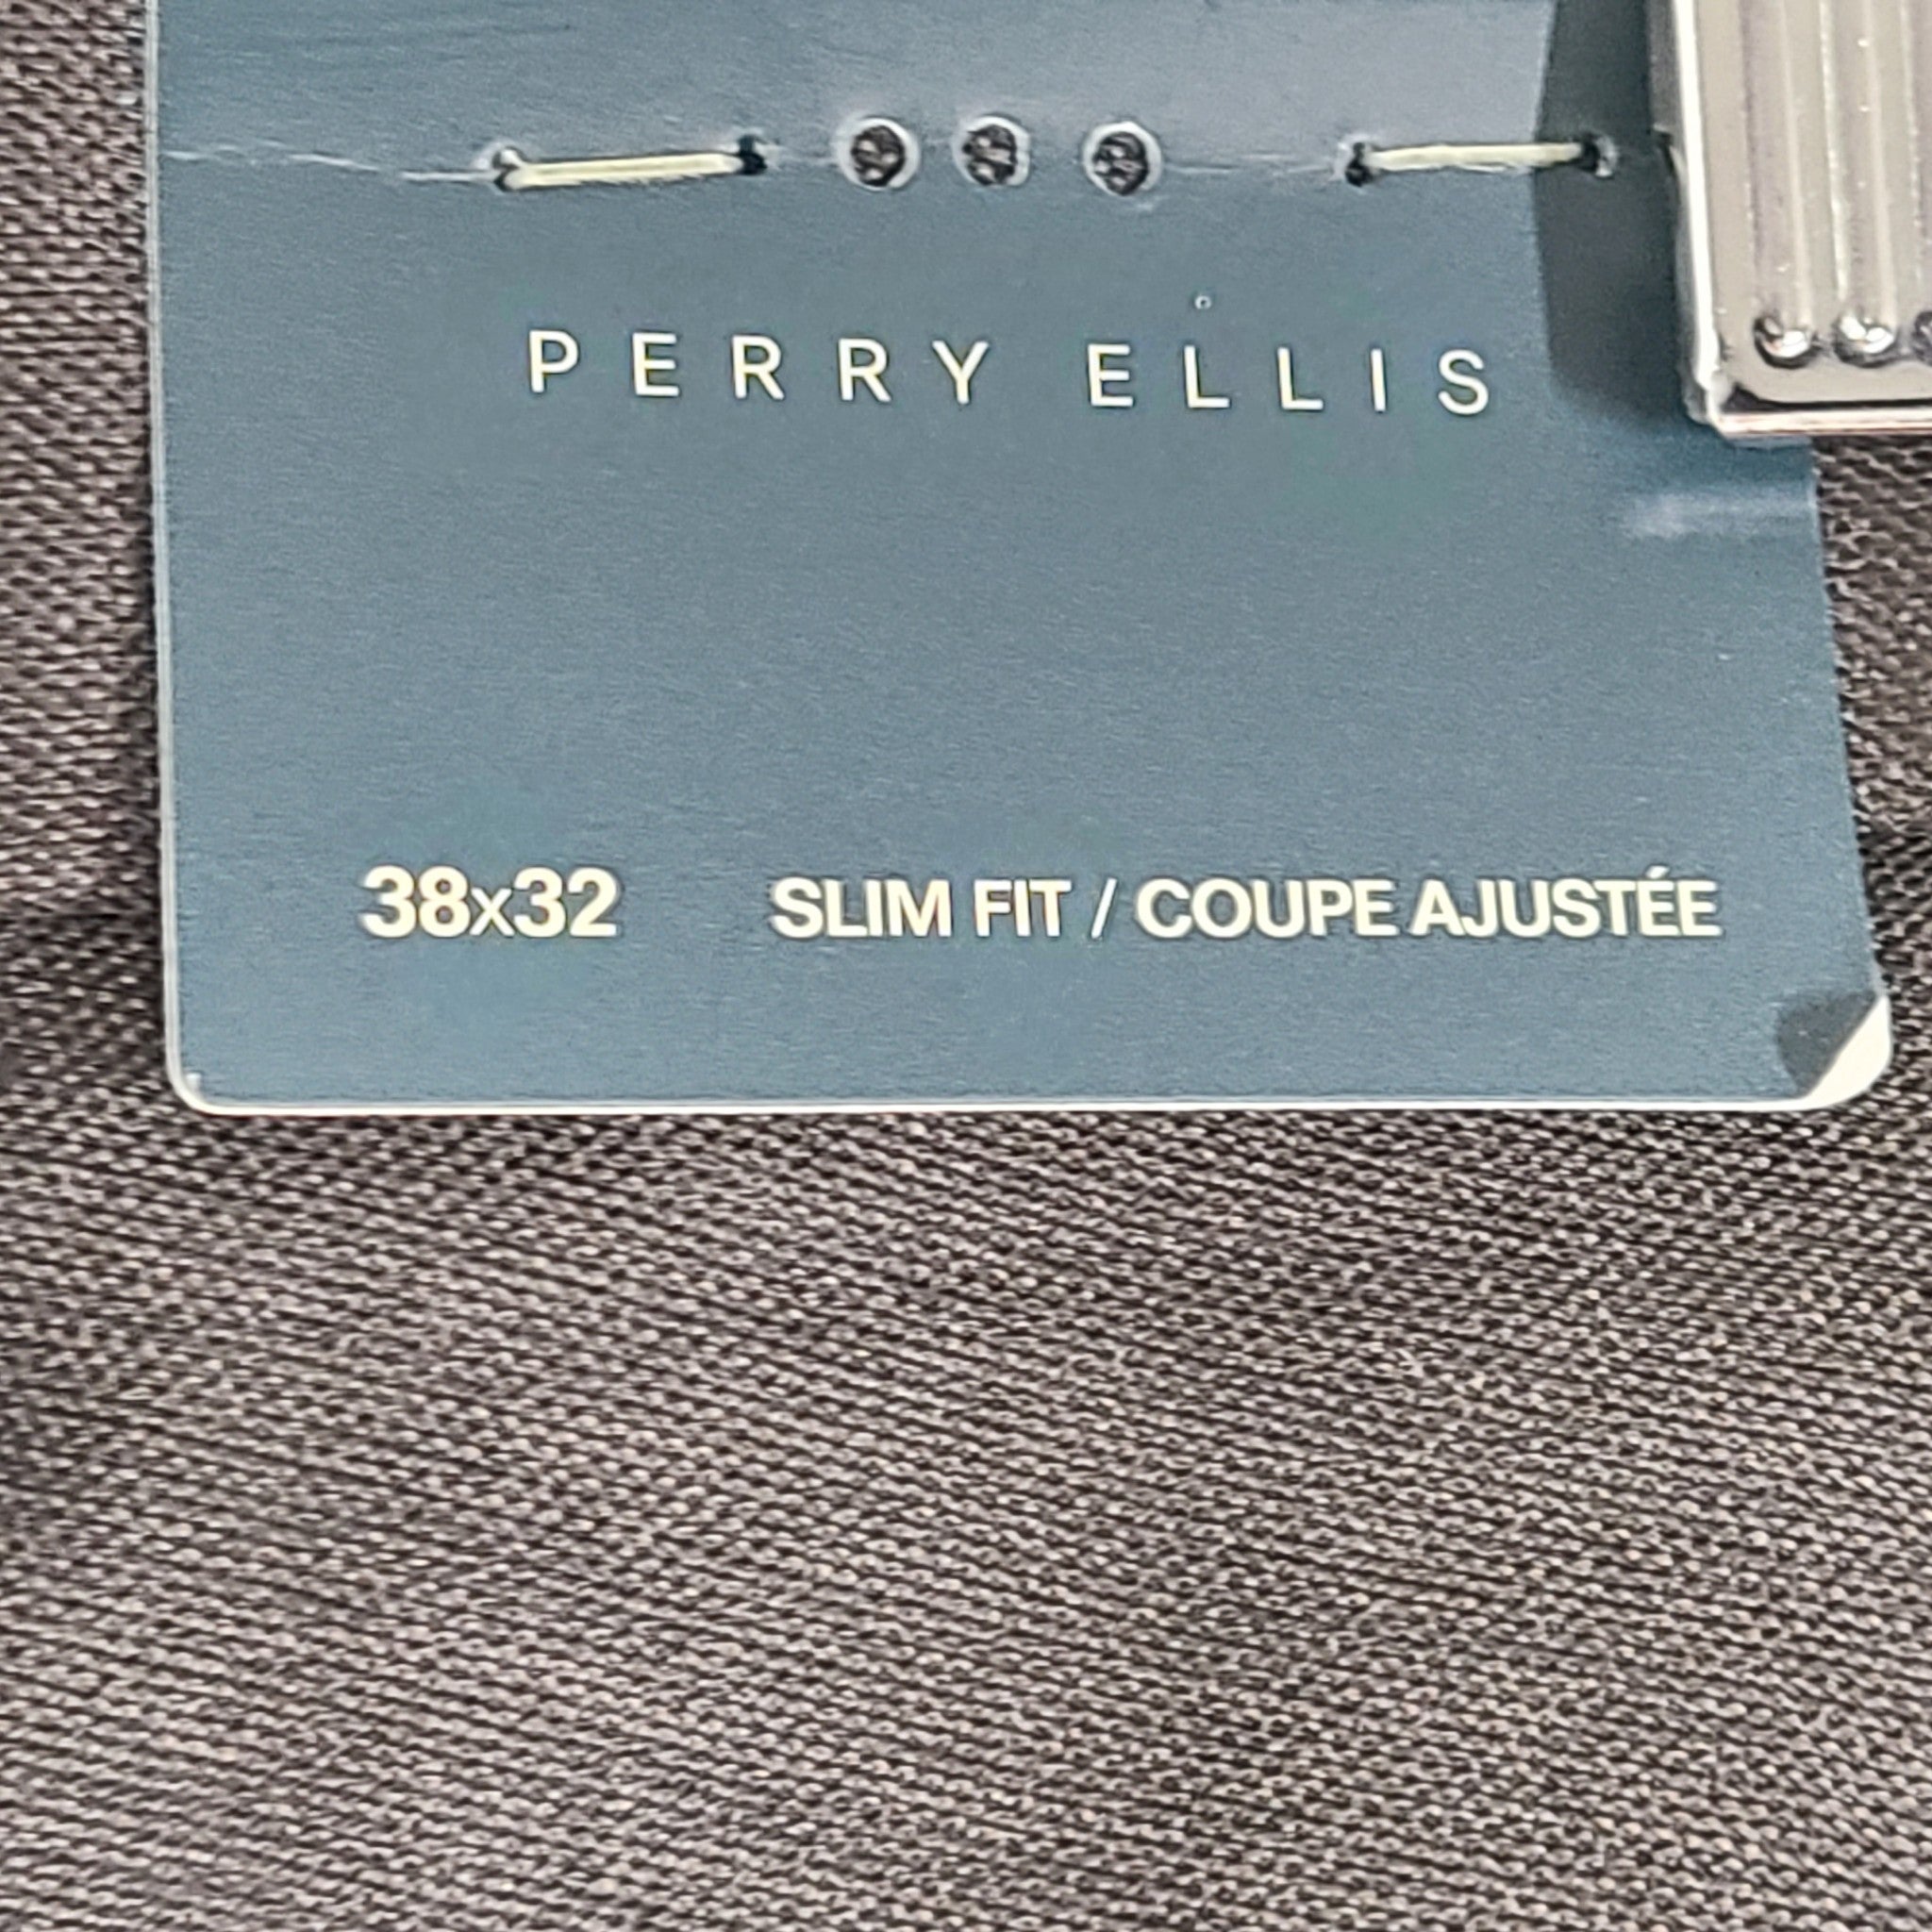 PERRY ELLIS
38x32 SLIM FIT / COUPE AJUSTÉE